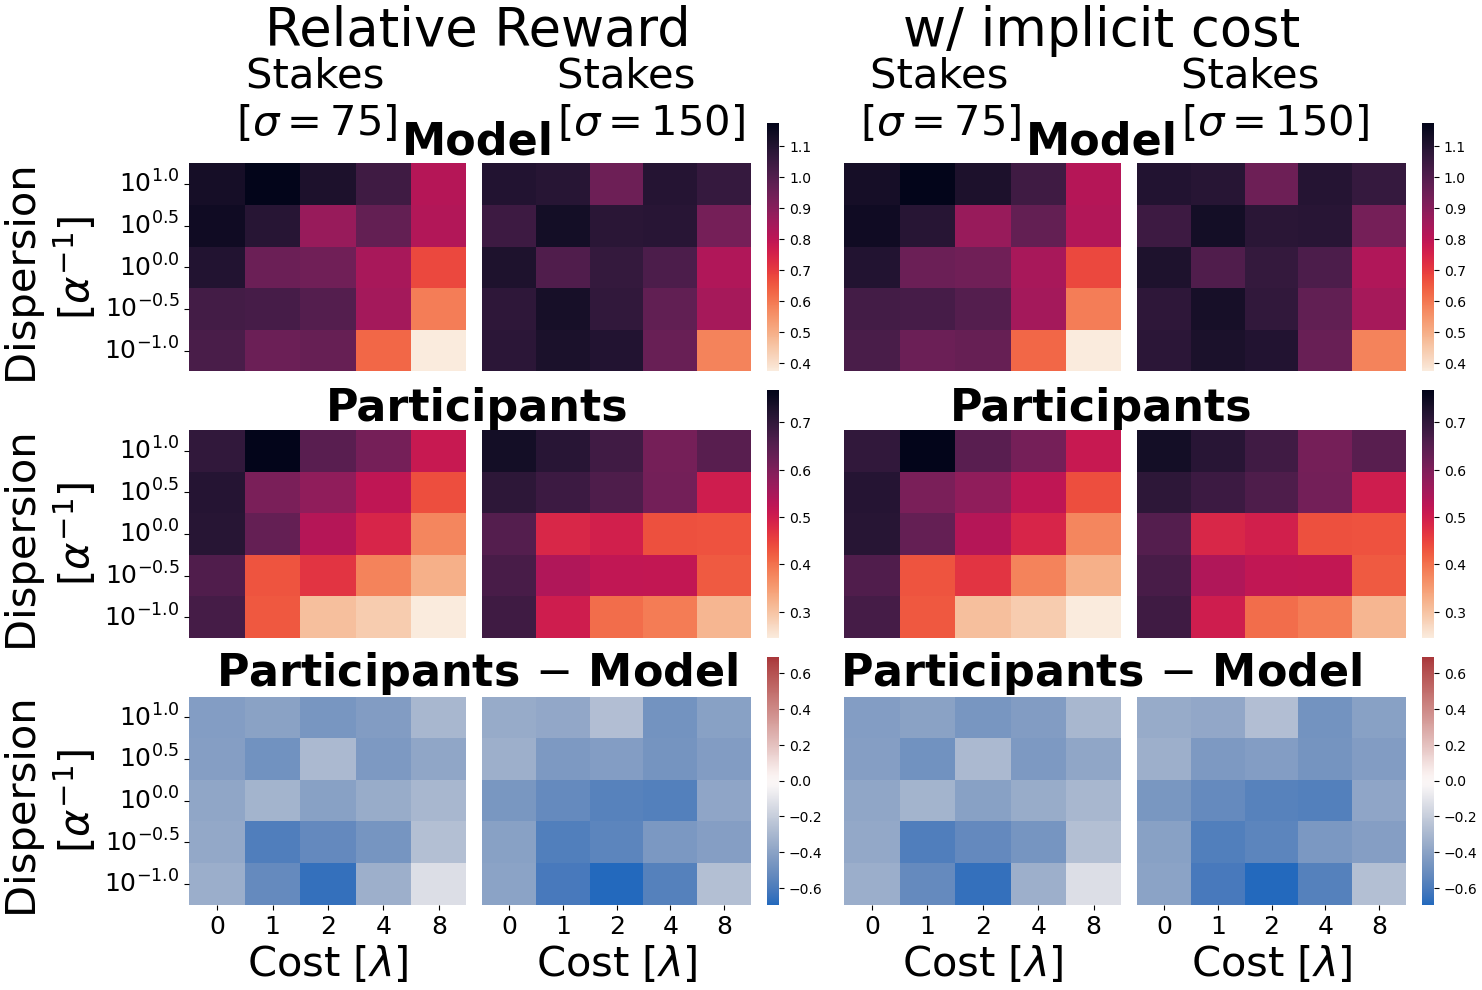 Relative Reward
w/ implicit cost
Stakes
[σ = 75]
Stakes
[σ = 150]
Stakes
[σ = 75]
Stakes
[σ = 150]
Model
Model
Dispersion
[α⁻¹]
10^1.0
10^0.5
10^0.0
10^−0.5
10^−1.0
1.1
1.0
0.9
0.8
0.7
0.6
0.5
0.4
1.1
1.0
0.9
0.8
0.7
0.6
0.5
0.4
Participants
Participants
Dispersion
[α⁻¹]
10^1.0
10^0.5
10^0.0
10^−0.5
10^−1.0
0.7
0.6
0.5
0.4
0.3
0.7
0.6
0.5
0.4
0.3
Participants − Model
Participants − Model
Dispersion
[α⁻¹]
10^1.0
10^0.5
10^0.0
10^−0.5
10^−1.0
0.6
0.4
0.2
0.0
−0.2
−0.4
−0.6
0.6
0.4
0.2
0.0
−0.2
−0.4
−0.6
0 1 2 4 8
0 1 2 4 8
0 1 2 4 8
0 1 2 4 8
Cost [λ]
Cost [λ]
Cost [λ]
Cost [λ]